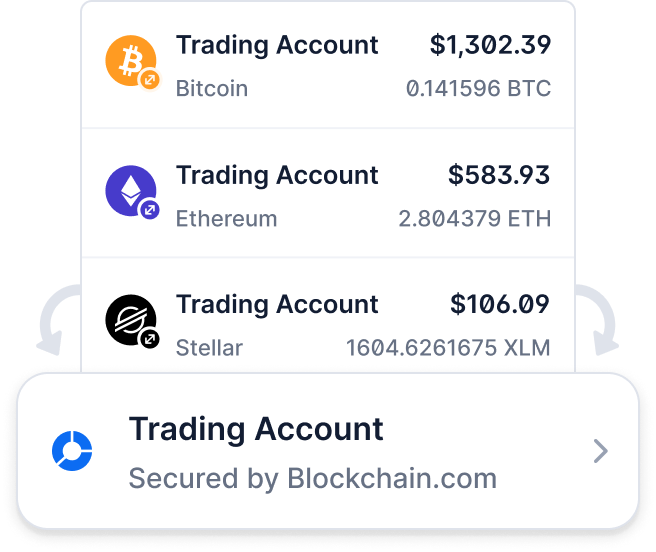 Trading Account $1,302.39
Bitcoin 0.141596 BTC
Trading Account $583.93
Ethereum 2.804379 ETH
Trading Account $106.09
Stellar 1604.6261675 XLM
Trading Account
Secured by Blockchain.com